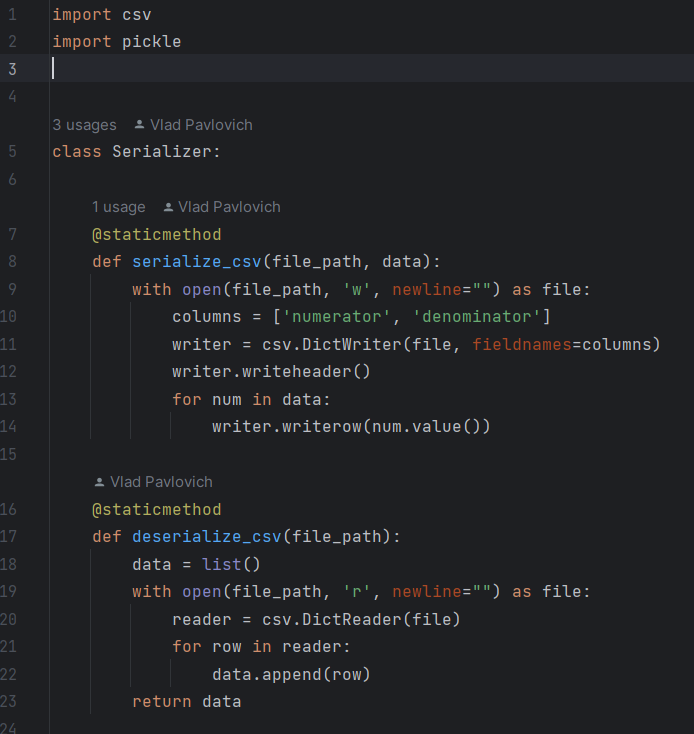 1 import csv
2 import pickle
3
4
3 usages Vlad Pavlovich
5 class Serializer:
6
1 usage Vlad Pavlovich
7 @staticmethod
8 def serialize_csv(file_path, data):
9 with open(file_path, 'w', newline="") as file:
10 columns = ['numerator', 'denominator']
11 writer = csv.DictWriter(file, fieldnames=columns)
12 writer.writeheader()
13 for num in data:
14 writer.writerow(num.value())
15
Vlad Pavlovich
16 @staticmethod
17 def deserialize_csv(file_path):
18 data = list()
19 with open(file_path, 'r', newline="") as file:
20 reader = csv.DictReader(file)
21 for row in reader:
22 data.append(row)
23 return data
24